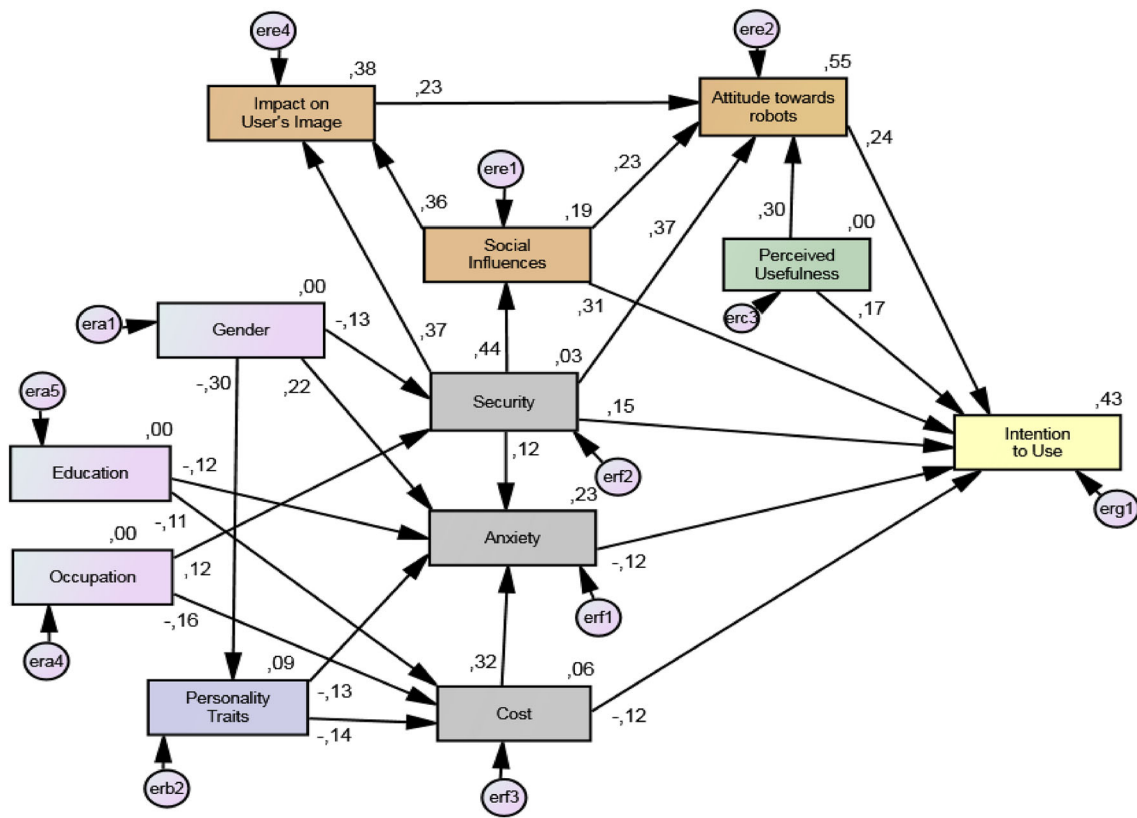 ere4
ere2
,38
,55
Impact on
User's Image
,23
Attitude towards
robots
,24
ere1
,23
,36
,19
,30
,00
,37
Social
Influences
Perceived
Usefulness
,00
,31
erc3
,17
era1
Gender
-,13
,37
,44
,03
-,30
,22
era5
Security
,15
,43
,00
Intention
to Use
Education
-,12
,12
erf2
,23
erg1
-,11
,00
Anxiety
Occupation
,12
-,12
-,16
erf1
era4
,09
,32
,06
Personality
Traits
-,13
Cost
-,12
-,14
erb2
erf3